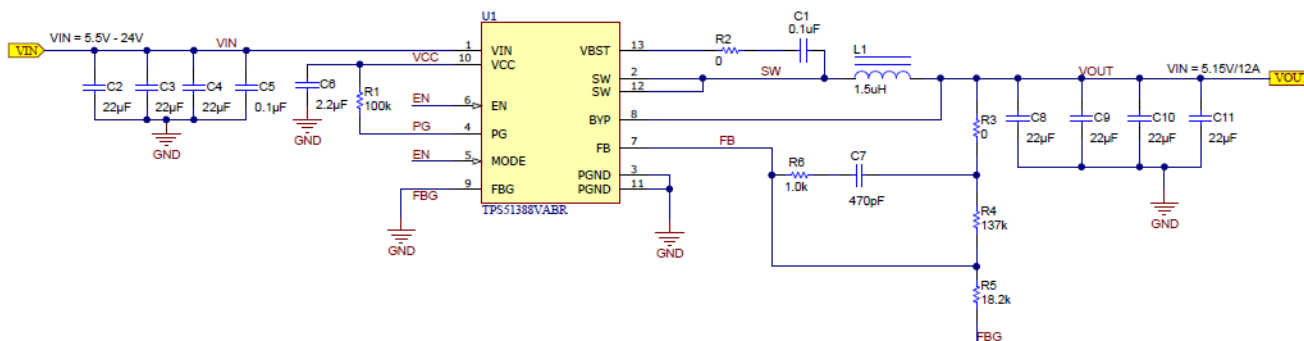 U1
VIN
VIN = 5.5V - 24V
VIN
VCC
1
10
VIN
VCC
VBST
13
R2
0
C1
0.1uF
L1
1.5uH
SW
SW
SW
2
12
VOUT
VIN = 5.15V/12A
VOUT
C2
22µF
C3
22µF
C4
22µF
C5
0.1µF
GND
C6
2.2µF
GND
R1
100k
EN
6
EN
PG
4
PG
EN
5
MODE
FBG
9
FBG
GND
BYP
8
FB
7
FB
PGND
3
PGND
11
GND
TPS51388VABR
R6
1.0k
C7
470pF
R3
0
R4
137k
R5
18.2k
FBG
C8
22µF
C9
22µF
C10
22µF
C11
22µF
GND